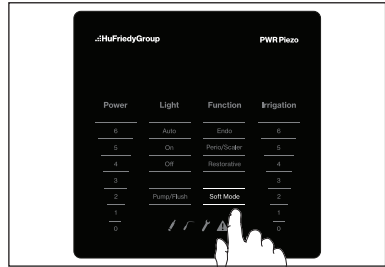 .:HuFriedyGroup PWR Piezo
Power Light Function Irrigation
6 Auto Endo 6
5 On Perio/Scaler 5
4 Off Restorative 4
3 3
2 Pump/Flush Soft Mode 2
1 1
0 0